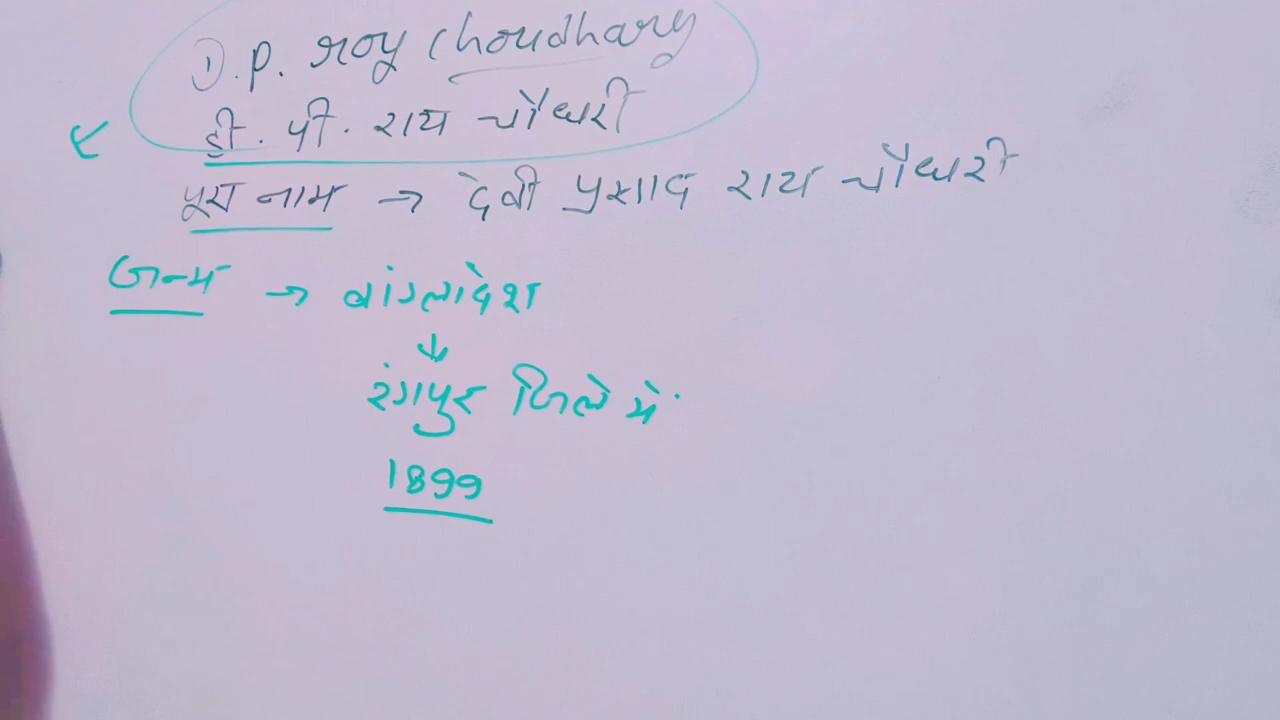 D.p. Roy Choudhary
डी. पी. राय चौधरी
पूरा नाम → देवी प्रसाद राय चौधरी
जन्म → बांग्लादेश
↓
रंगपुर जिले में.
1899